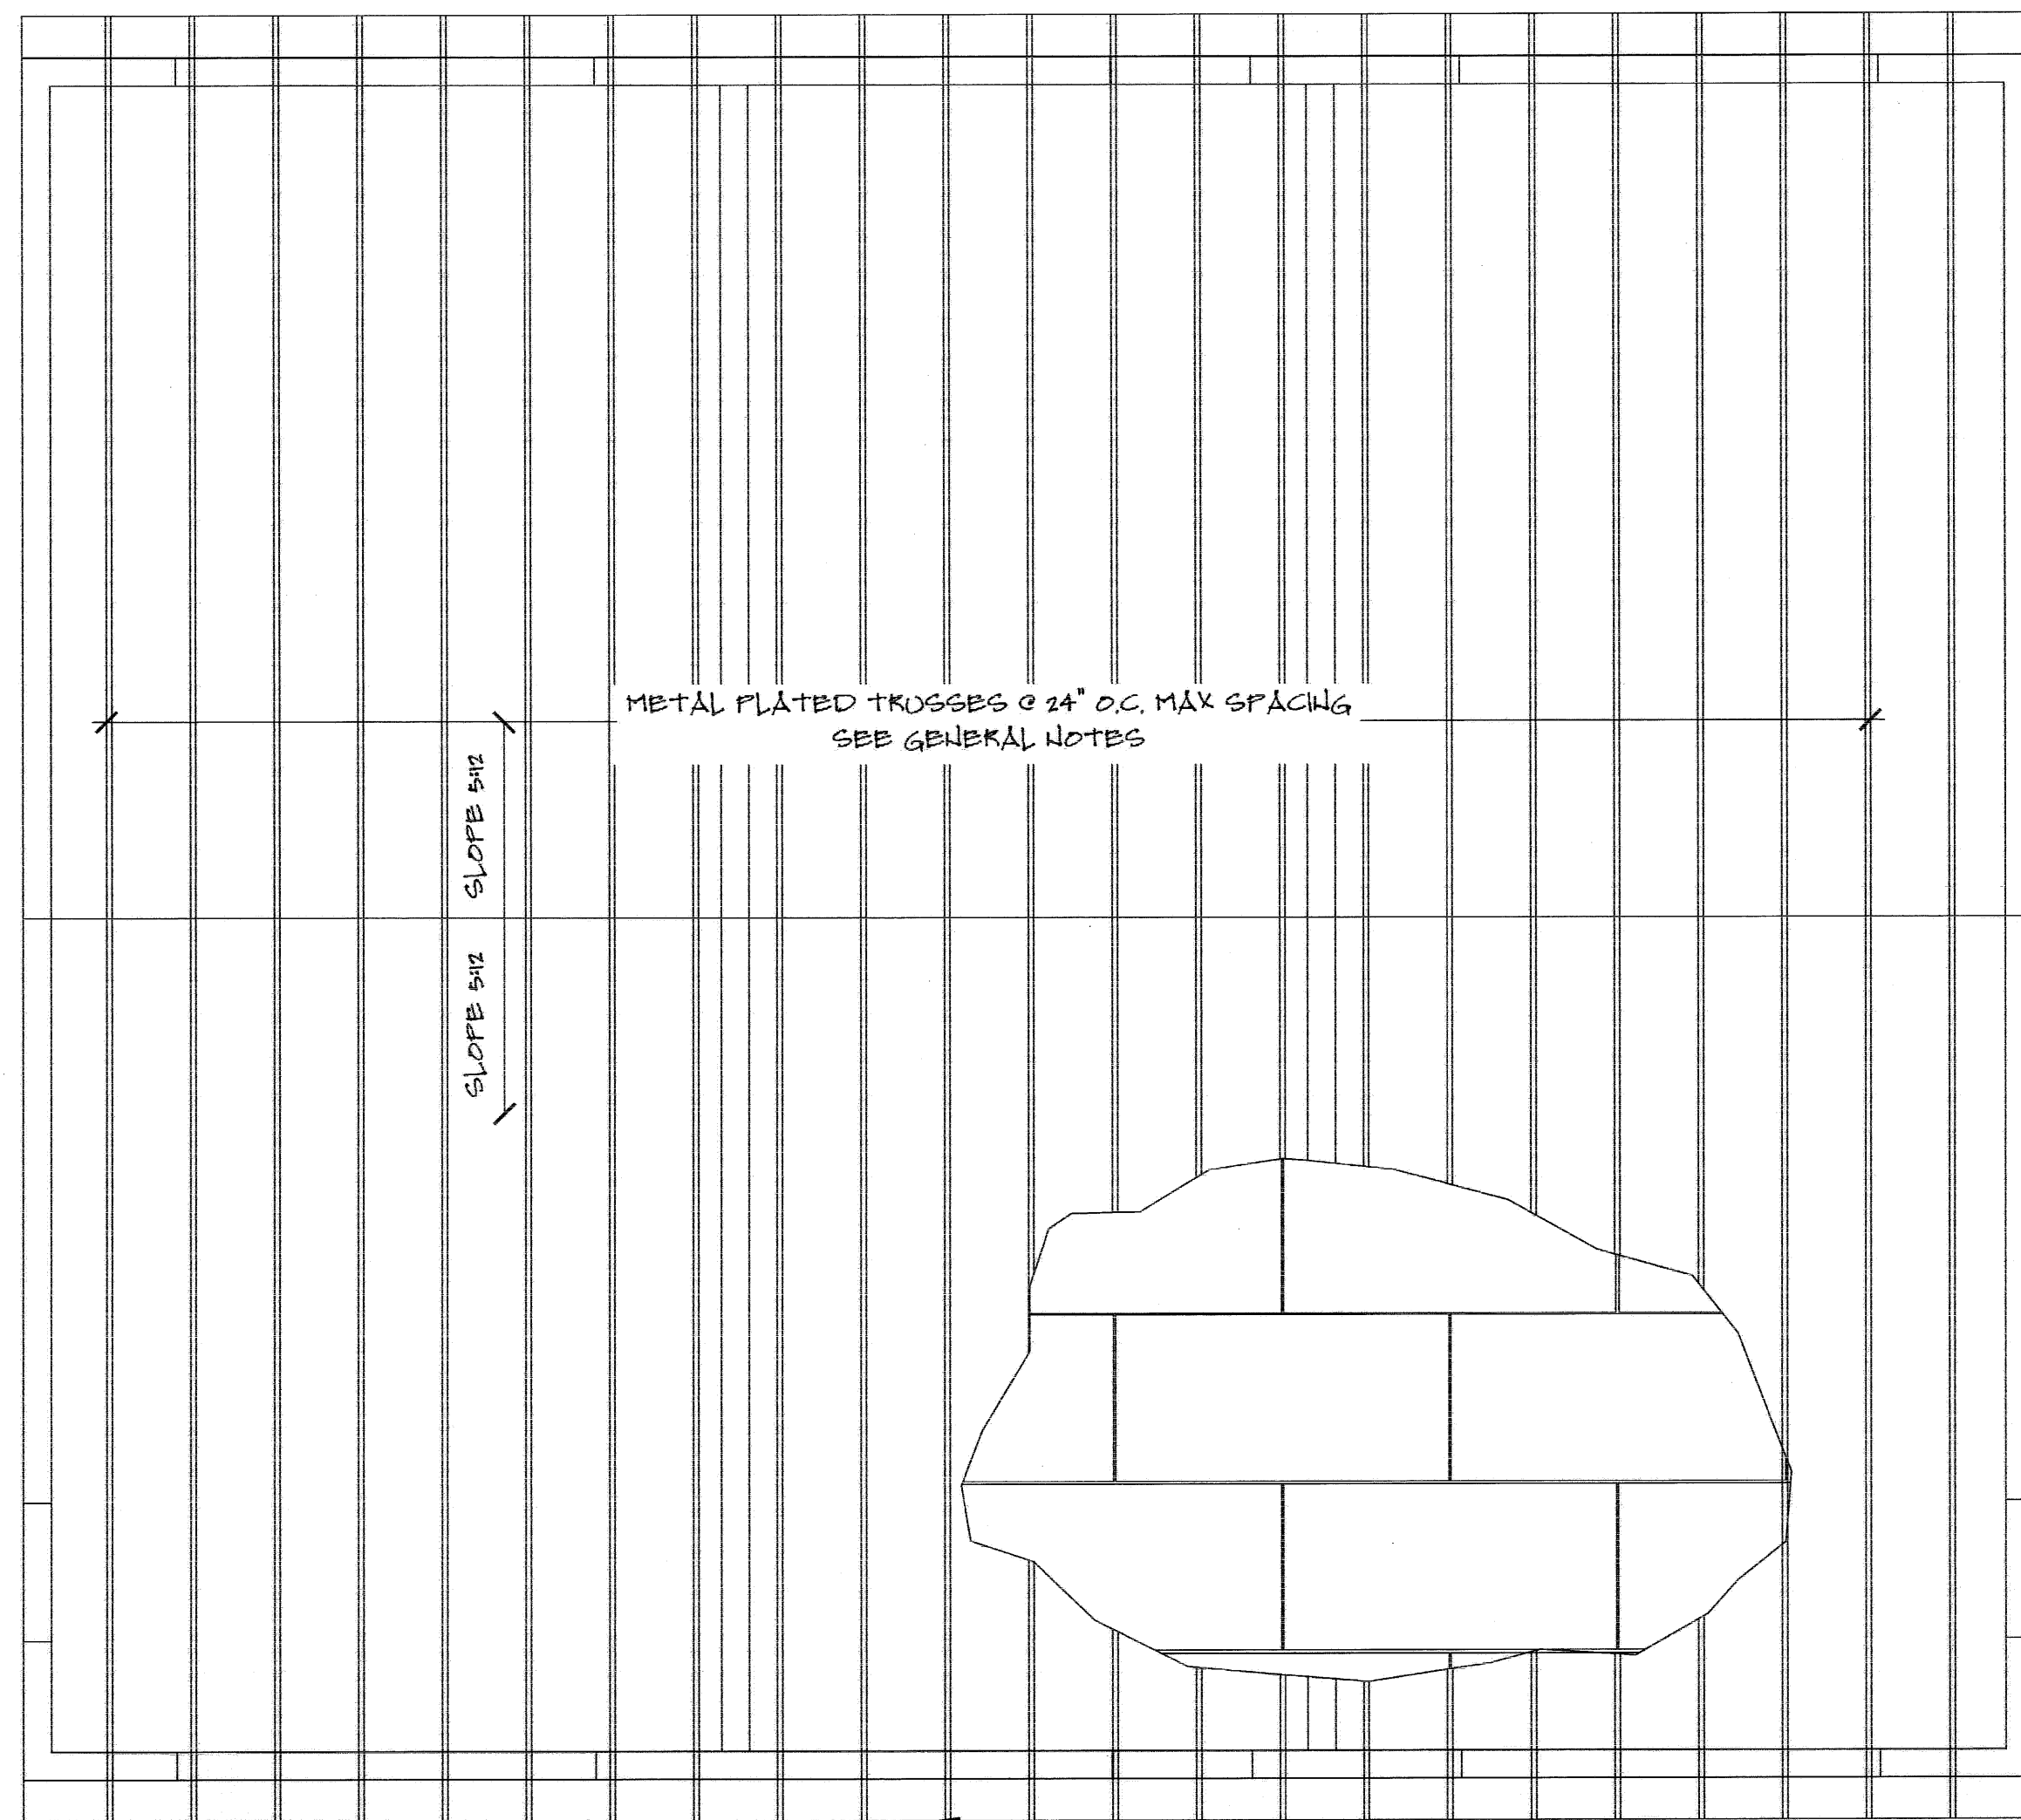 METAL PLATED TRUSSES @ 24" O.C. MAX SPACING
SEE GENERAL NOTES
SLOPE 5:12
SLOPE 5:12